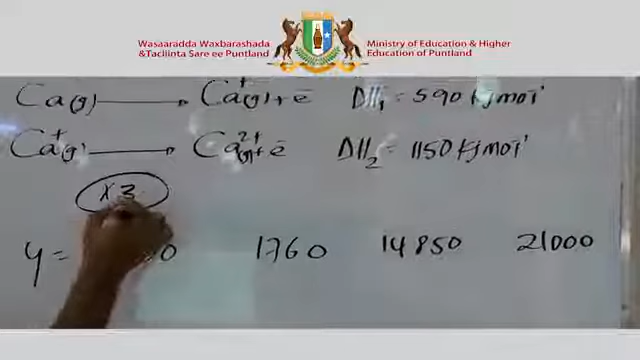 Wasaaradda Waxbarashada
&Tacliinta Sare ee Puntland
Ministry of Education & Higher
Education of Puntland
Ca(g) ⟶ Ca⁺(g) + e⁻ ΔH₁ = 590 kJmol⁻¹
Ca⁺(g) ⟶ Ca²⁺(g) + e⁻ ΔH₂ = 1150 kJmol⁻¹
x3
y = 1760 14850 21000